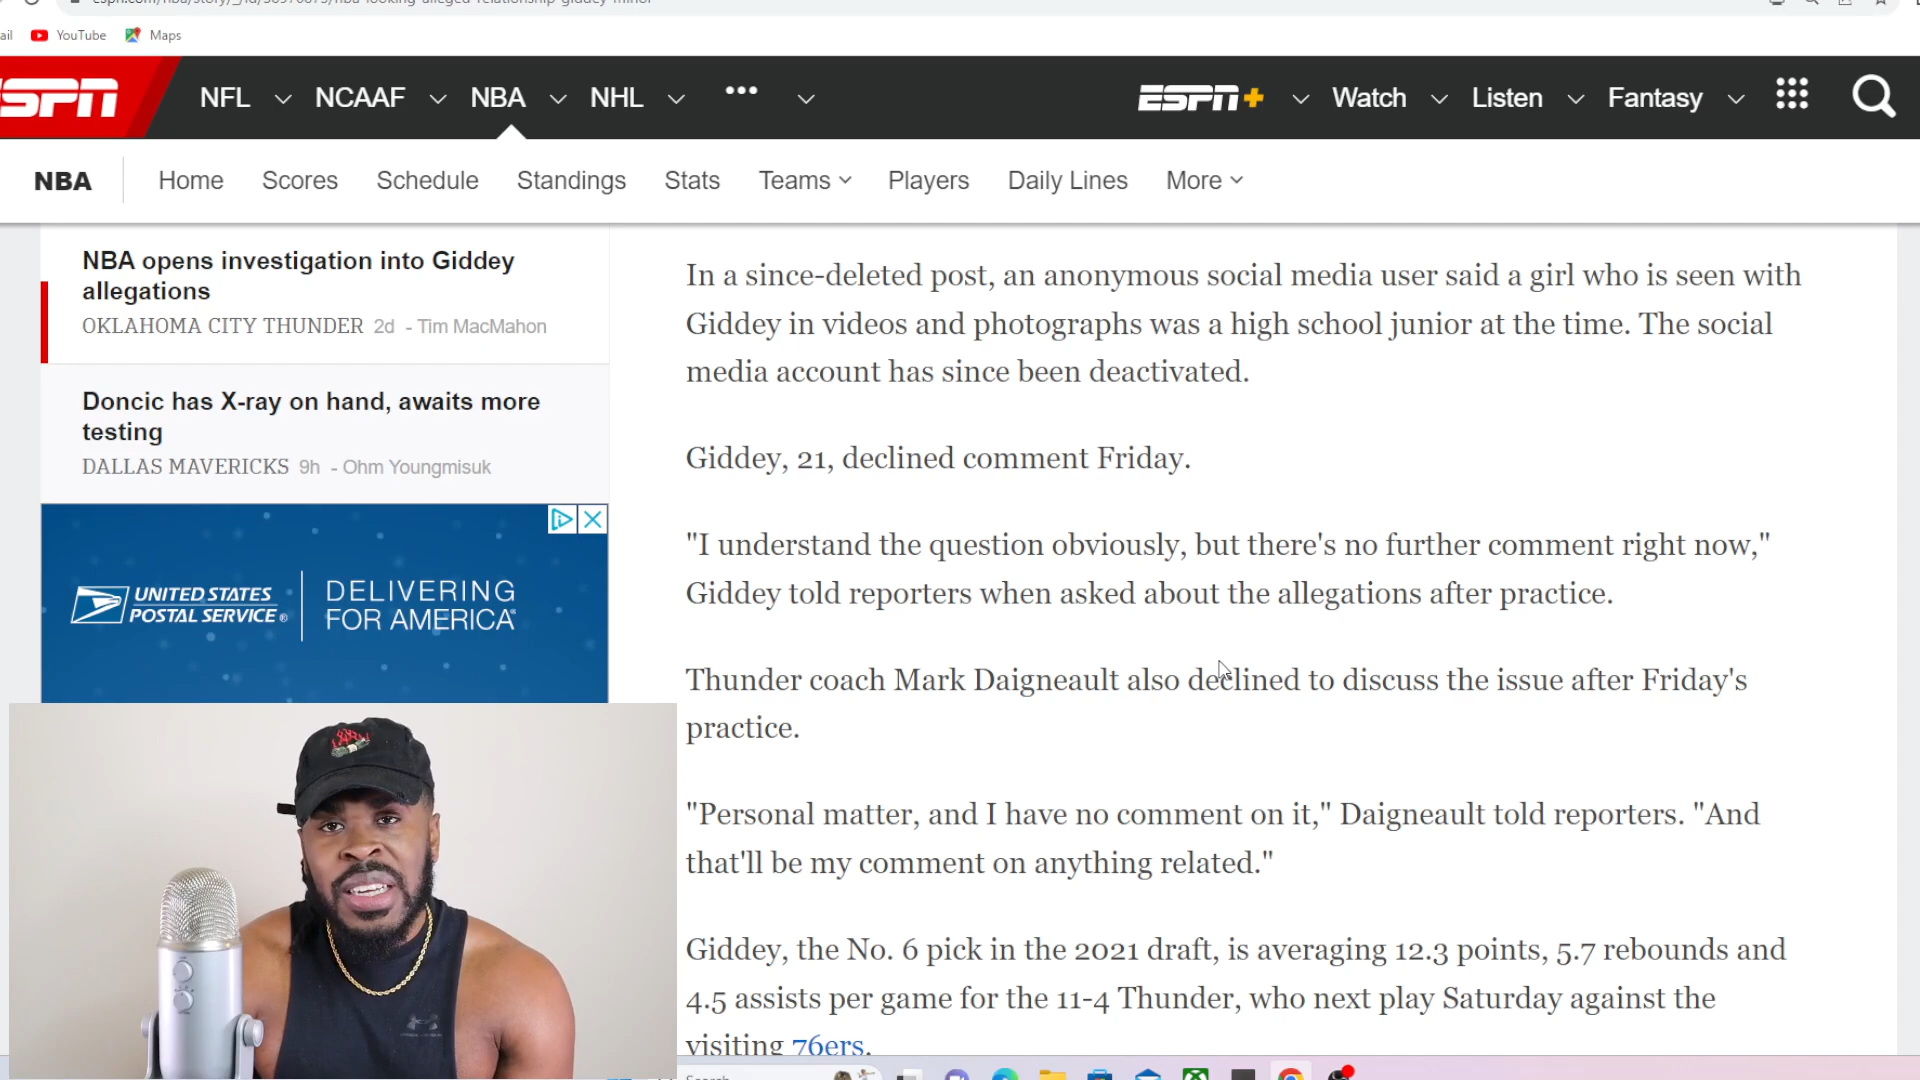 YouTube
Maps
ESPN
NFL
NCAAF
NBA
NHL
•••
ESPN+
Watch
Listen
Fantasy
NBA
Home
Scores
Schedule
Standings
Stats
Teams
Players
Daily Lines
More
NBA opens investigation into Giddey
allegations
OKLAHOMA CITY THUNDER 2d - Tim MacMahon
Doncic has X-ray on hand, awaits more
testing
DALLAS MAVERICKS 9h - Ohm Youngmisuk
UNITED STATES
POSTAL SERVICE®
DELIVERING
FOR AMERICA
In a since-deleted post, an anonymous social media user said a girl who is seen with
Giddey in videos and photographs was a high school junior at the time. The social
media account has since been deactivated.
Giddey, 21, declined comment Friday.
"I understand the question obviously, but there's no further comment right now,"
Giddey told reporters when asked about the allegations after practice.
Thunder coach Mark Daigneault also declined to discuss the issue after Friday's
practice.
"Personal matter, and I have no comment on it," Daigneault told reporters. "And
that'll be my comment on anything related."
Giddey, the No. 6 pick in the 2021 draft, is averaging 12.3 points, 5.7 rebounds and
4.5 assists per game for the 11-4 Thunder, who next play Saturday against the
visiting 76ers.